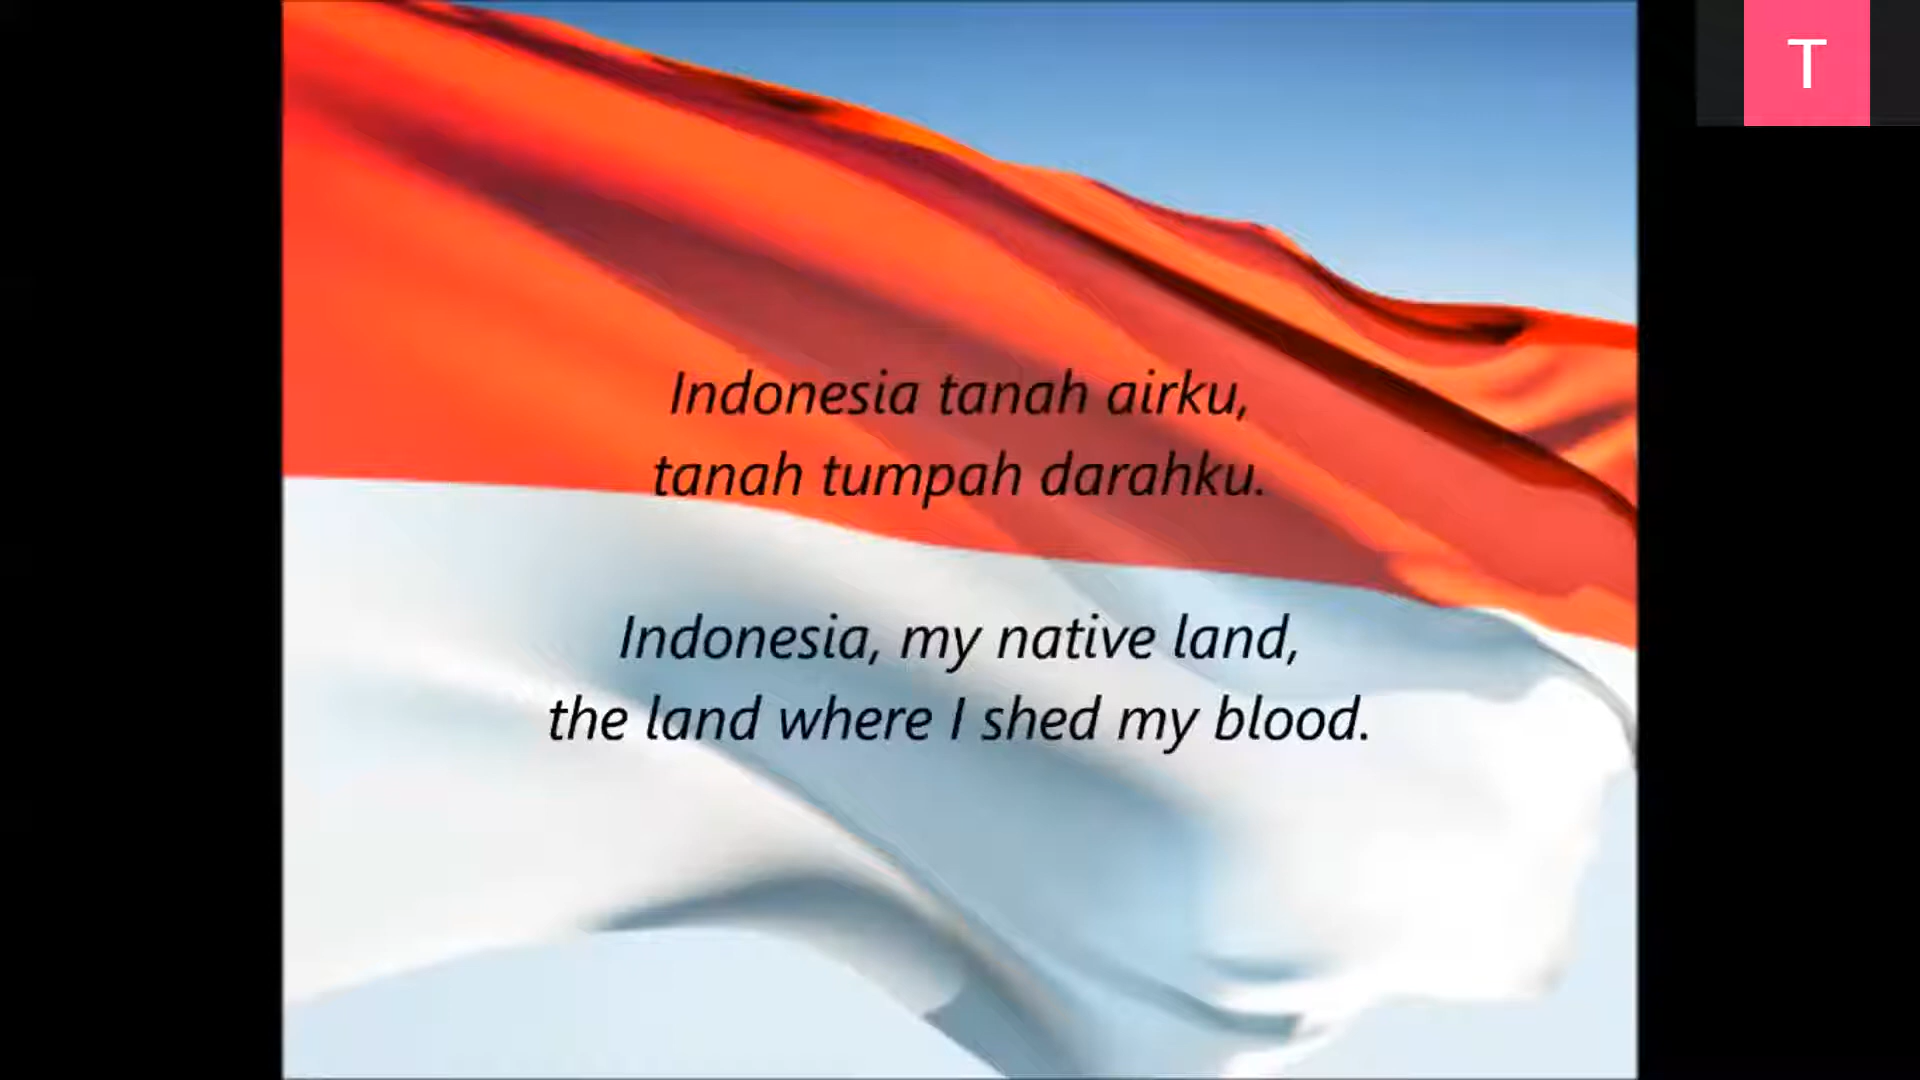 T
Indonesia tanah airku,
tanah tumpah darahku.
Indonesia, my native land,
the land where I shed my blood.